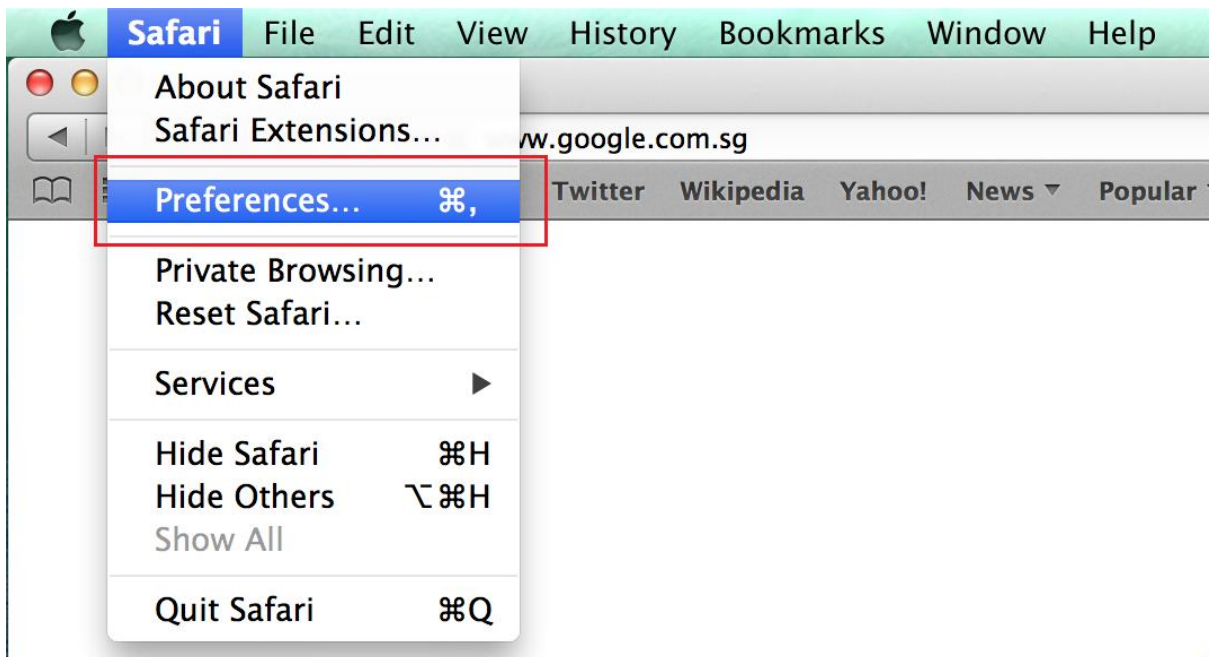 Safari File Edit View History Bookmarks Window Help
About Safari
Safari Extensions...
www.google.com.sg
Preferences... ⌘,
Twitter Wikipedia Yahoo! News ▼ Popular
Private Browsing...
Reset Safari...
Services ▶
Hide Safari ⌘H
Hide Others ⌥⌘H
Show All
Quit Safari ⌘Q